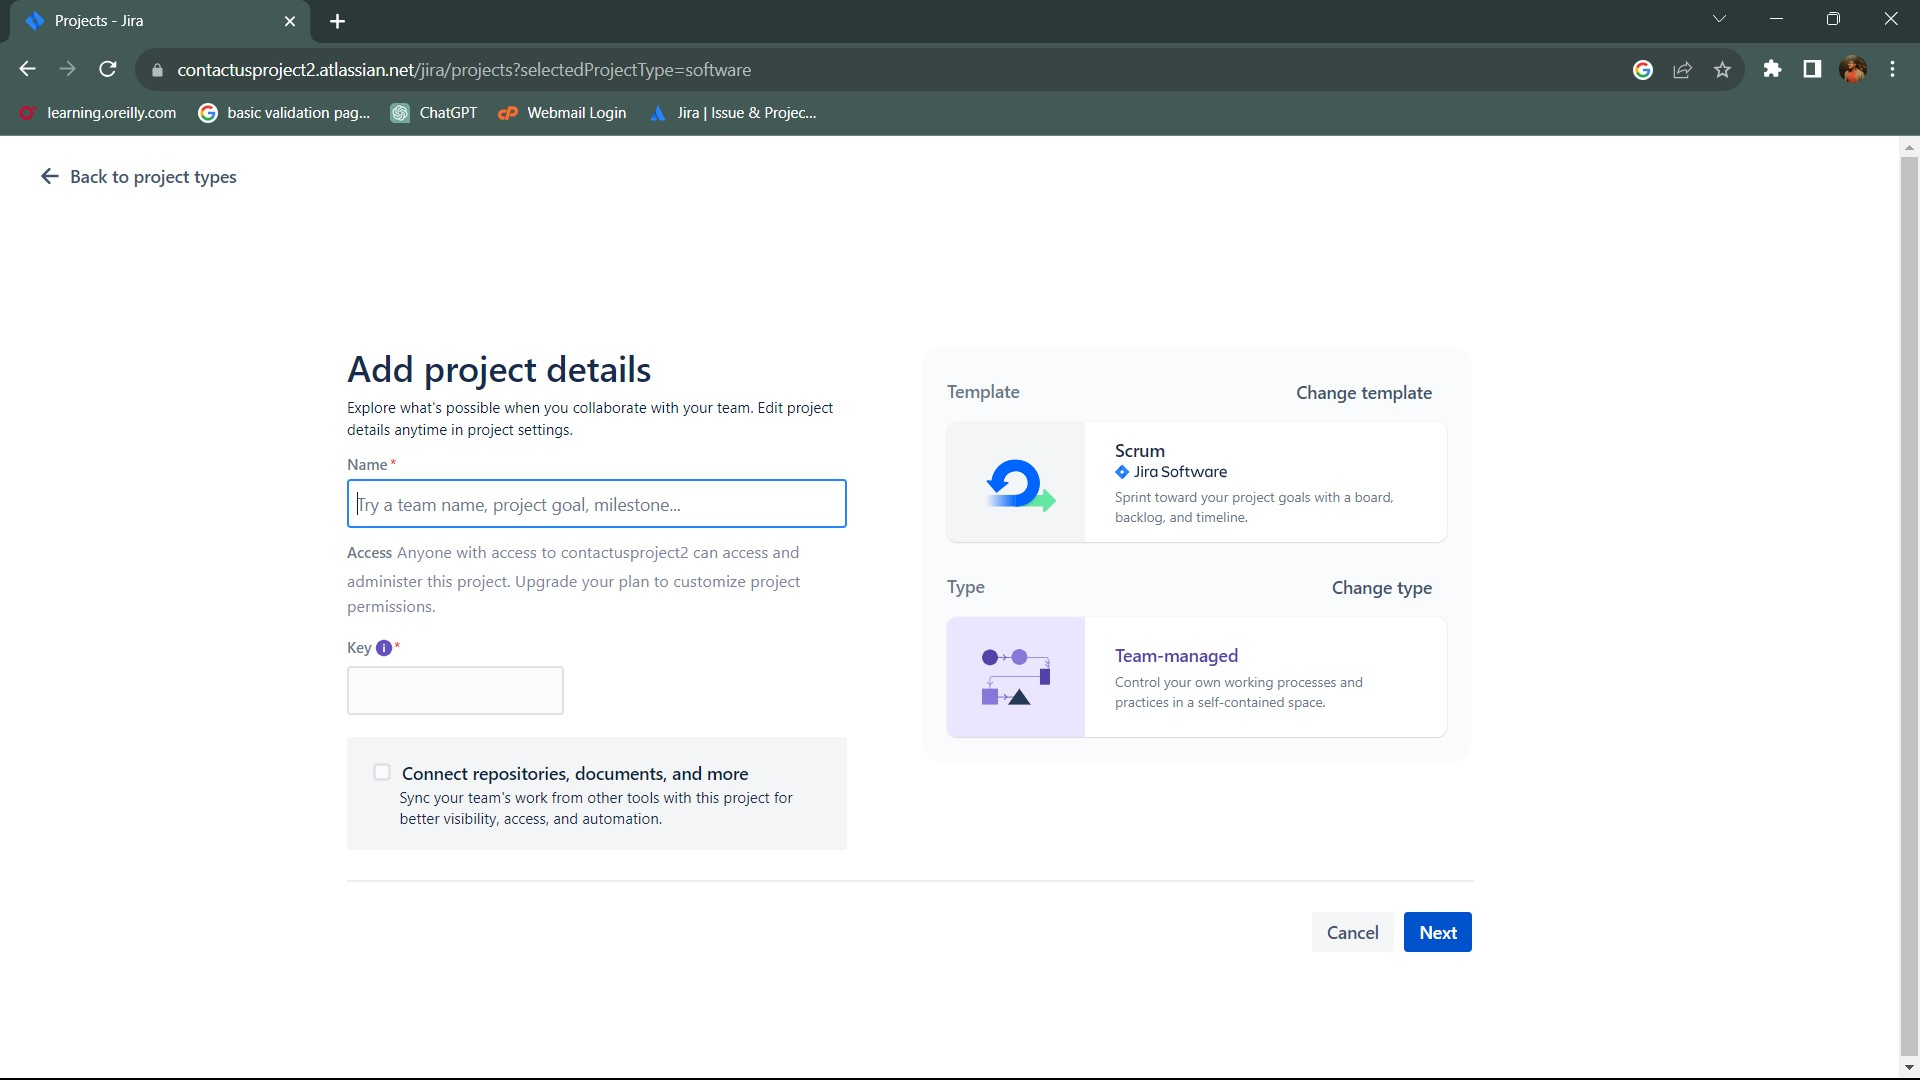 Projects - Jira
contactusproject2.atlassian.net/jira/projects?selectedProjectType=software
learning.oreilly.com
basic validation pag...
ChatGPT
Webmail Login
Jira | Issue & Projec...
Back to project types
Add project details
Explore what's possible when you collaborate with your team. Edit project
details anytime in project settings.
Name *
Try a team name, project goal, milestone...
Access Anyone with access to contactusproject2 can access and
administer this project. Upgrade your plan to customize project
permissions.
Key i *
Connect repositories, documents, and more
Sync your team's work from other tools with this project for
better visibility, access, and automation.
Template
Change template
Scrum
Jira Software
Sprint toward your project goals with a board,
backlog, and timeline.
Type
Change type
Team-managed
Control your own working processes and
practices in a self-contained space.
Cancel
Next